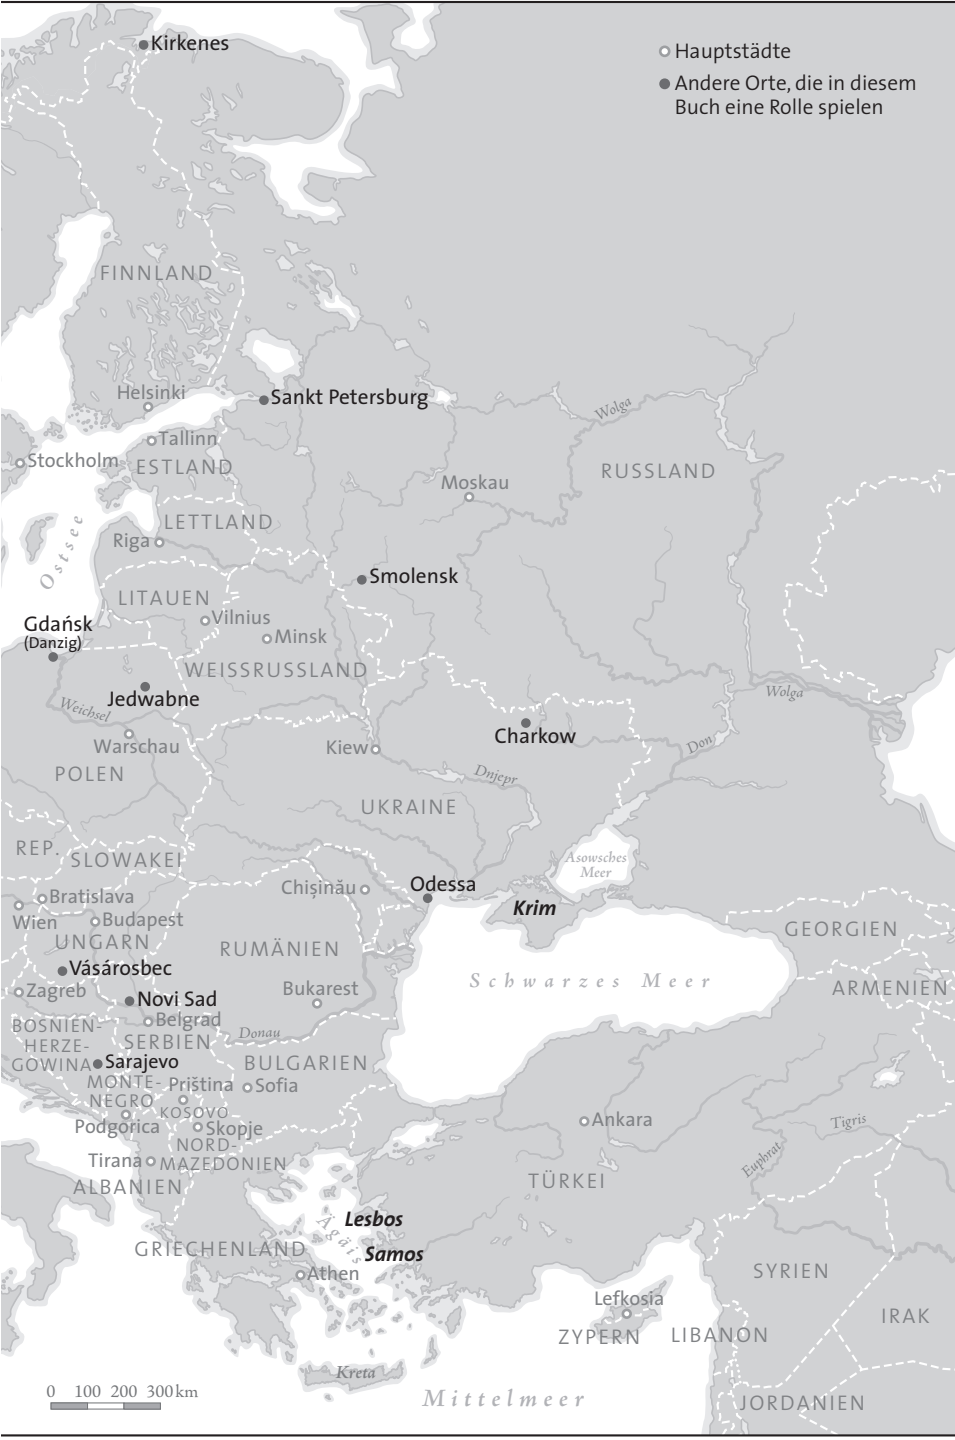 Kirkenes
Hauptstädte
Andere Orte, die in diesem
Buch eine Rolle spielen
FINNLAND
Helsinki
Sankt Petersburg
Wolga
Tallinn
Stockholm
ESTLAND
RUSSLAND
Moskau
LETTLAND
Riga
Ostsee
Smolensk
LITAUEN
Vilnius
Gdańsk
(Danzig)
Minsk
WEISSRUSSLAND
Jedwabne
Weichsel
Wolga
Warschau
Charkow
Kiew
Don
POLEN
Dnjepr
UKRAINE
REP.
SLOWAKEI
Asowsches
Meer
Chișinău
Odessa
Bratislava
Wien
Krim
Budapest
UNGARN
GEORGIEN
RUMÄNIEN
Vásárosbec
Schwarzes Meer
Zagreb
Bukarest
ARMENIEN
Novi Sad
Belgrad
BOSNIEN-
HERZE-
GOWINA
Donau
SERBIEN
Sarajevo
BULGARIEN
MONTE-
NEGRO
Priština
Sofia
KOSOVO
Podgorica
Skopje
Ankara
Tigris
NORD-
MAZEDONIEN
Tirana
Euphrat
ALBANIEN
TÜRKEI
Lesbos
Ägäis
GRIECHENLAND
Samos
Athen
SYRIEN
Lefkosia
ZYPERN
LIBANON
IRAK
Kreta
0 100 200 300 km
Mittelmeer
JORDANIEN